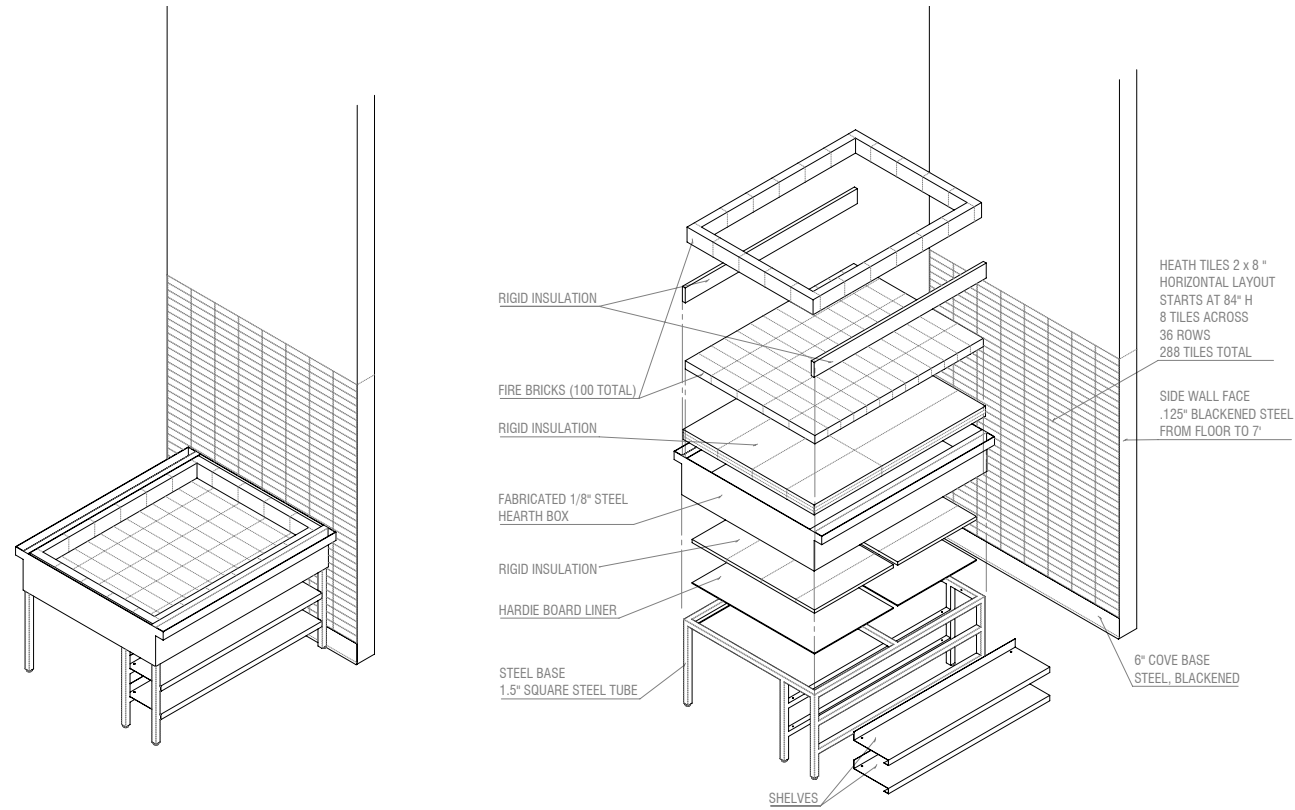 RIGID INSULATION
FIRE BRICKS (100 TOTAL)
RIGID INSULATION
FABRICATED 1/8" STEEL
HEARTH BOX
RIGID INSULATION
HARDIE BOARD LINER
STEEL BASE
1.5" SQUARE STEEL TUBE
SHELVES
HEATH TILES 2 x 8 "
HORIZONTAL LAYOUT
STARTS AT 84" H
8 TILES ACROSS
36 ROWS
288 TILES TOTAL
SIDE WALL FACE
.125" BLACKENED STEEL
FROM FLOOR TO 7'
6" COVE BASE
STEEL, BLACKENED